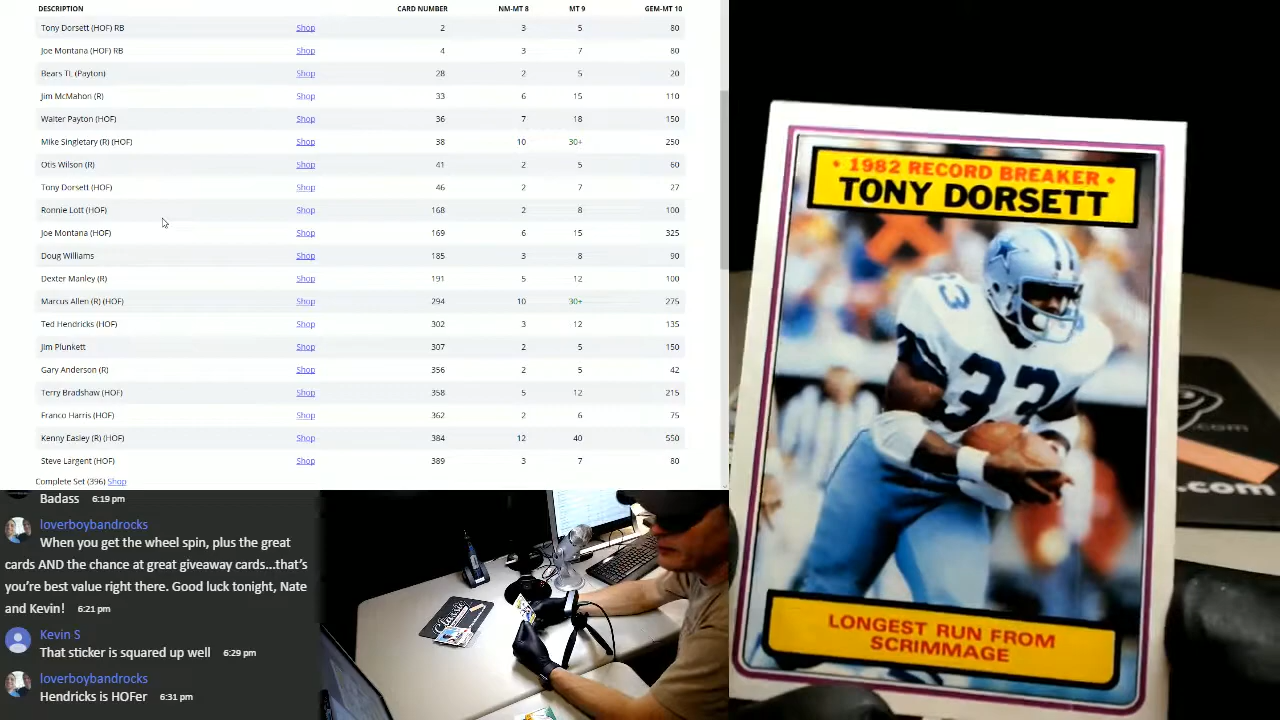 DESCRIPTION CARD NUMBER NM-MT 8 MT 9 GEM-MT 10
Tony Dorsett (HOF) RB Shop 2 3 5 80
Joe Montana (HOF) RB Shop 4 3 7 80
Bears TL (Payton) Shop 28 2 5 20
Jim McMahon (R) Shop 33 6 15 110
Walter Payton (HOF) Shop 36 7 18 150
Mike Singletary (R) (HOF) Shop 38 10 30+ 250
Otis Wilson (R) Shop 41 2 5 60
Tony Dorsett (HOF) Shop 46 2 7 27
Ronnie Lott (HOF) Shop 168 2 8 100
Joe Montana (HOF) Shop 169 6 15 325
Doug Williams Shop 185 3 8 90
Dexter Manley (R) Shop 191 5 12 100
Marcus Allen (R) (HOF) Shop 294 10 30+ 275
Ted Hendricks (HOF) Shop 302 3 12 135
Jim Plunkett Shop 307 2 5 150
Gary Anderson (R) Shop 356 2 5 42
Terry Bradshaw (HOF) Shop 358 5 12 215
Franco Harris (HOF) Shop 362 2 6 75
Kenny Easley (R) (HOF) Shop 384 12 40 550
Steve Largent (HOF) Shop 389 3 7 80
Complete Set (396) Shop
Badass 6:19 pm
loverboybandrocks
When you get the wheel spin, plus the great
cards AND the chance at great giveaway cards...that's
you're best value right there. Good luck tonight, Nate
and Kevin! 6:21 pm
Kevin S
That sticker is squared up well 6:29 pm
loverboybandrocks
Hendricks is HOFer 6:31 pm
• 1982 RECORD BREAKER •
TONY DORSETT
33
33
LONGEST RUN FROM
SCRIMMAGE
.com